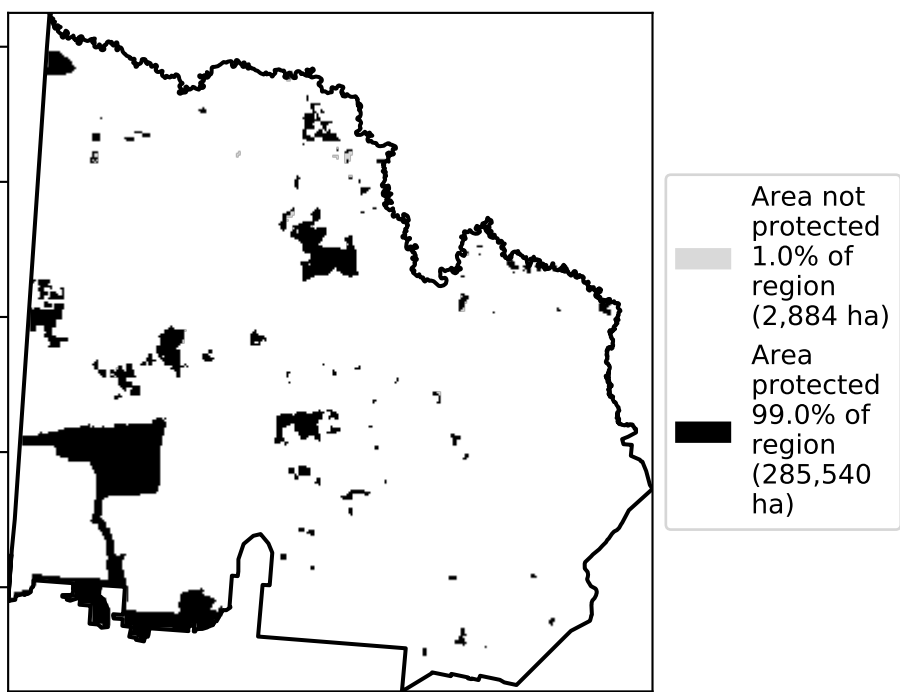 Area not
protected
1.0% of
region
(2,884 ha)
Area
protected
99.0% of
region
(285,540
ha)